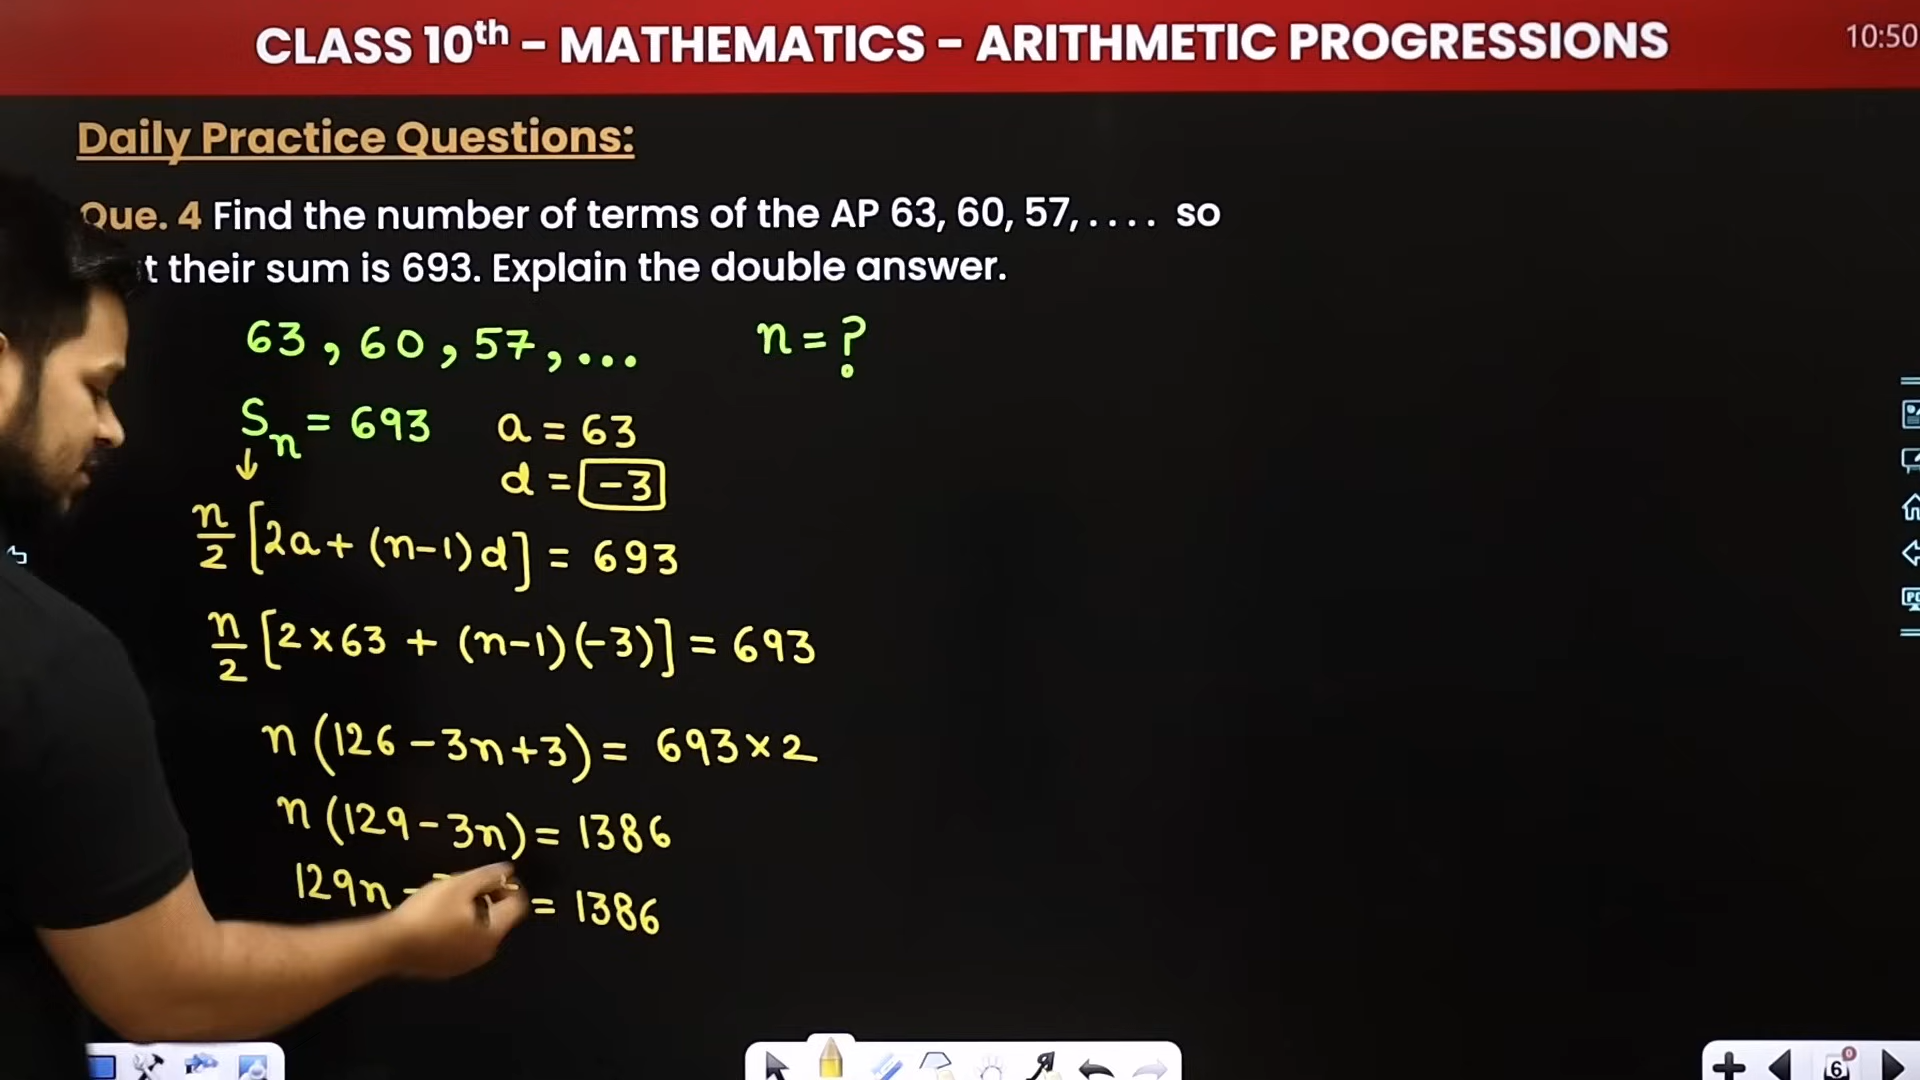 CLASS 10th - MATHEMATICS - ARITHMETIC PROGRESSIONS
10:50
Daily Practice Questions:
Que. 4 Find the number of terms of the AP 63, 60, 57, .... so
their sum is 693. Explain the double answer.
63, 60, 57, ... n = ?
Sn = 693 a = 63
↓ d = -3
n/2 [2a + (n-1) d] = 693
n/2 [2 × 63 + (n-1) (-3)] = 693
n (126 - 3n + 3) = 693 × 2
n (129 - 3n) = 1386
129n - = 1386
6